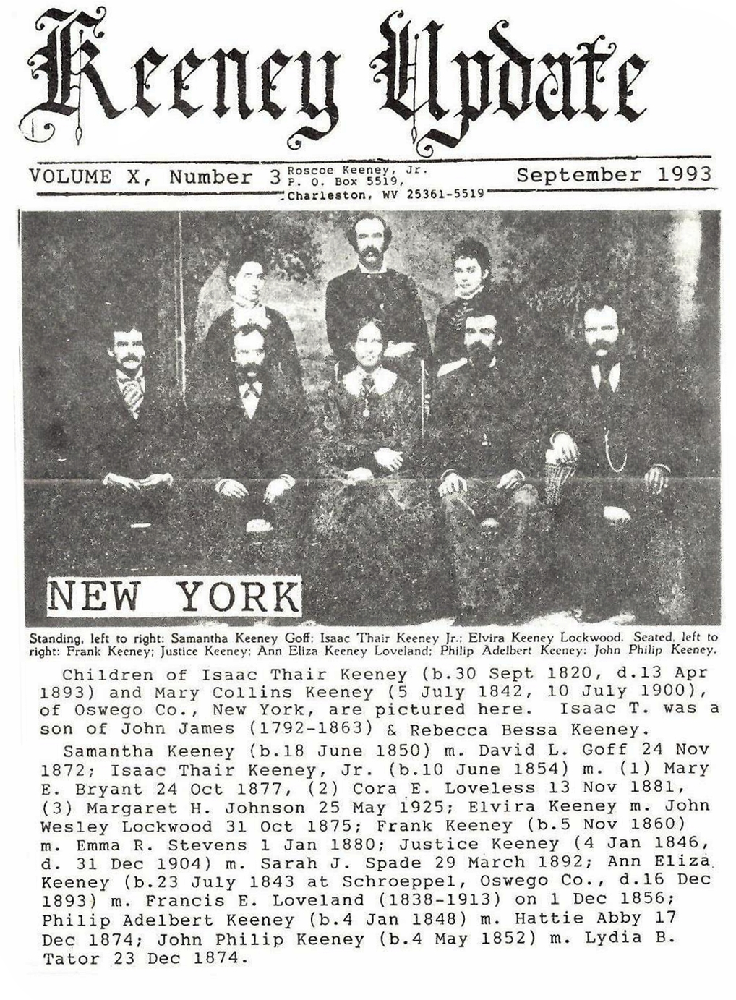 Keeney Update
VOLUME X, Number 3
Roscoe Keeney, Jr.
P. O. Box 5519,
Charleston, WV 25361-5519
September 1993
NEW YORK
Standing, left to right: Samantha Keeney Goff; Isaac Thair Keeney Jr.; Elvira Keeney Lockwood. Seated, left to
right: Frank Keeney; Justice Keeney; Ann Eliza Keeney Loveland; Philip Adelbert Keeney; John Philip Keeney.
Children of Isaac Thair Keeney (b.30 Sept 1820, d.13 Apr
1893) and Mary Collins Keeney (5 July 1842, 10 July 1900),
of Oswego Co., New York, are pictured here. Isaac T. was a
son of John James (1792-1863) & Rebecca Bessa Keeney.
Samantha Keeney (b.18 June 1850) m. David L. Goff 24 Nov
1872; Isaac Thair Keeney, Jr. (b.10 June 1854) m. (1) Mary
E. Bryant 24 Oct 1877, (2) Cora E. Loveless 13 Nov 1881,
(3) Margaret H. Johnson 25 May 1925; Elvira Keeney m. John
Wesley Lockwood 31 Oct 1875; Frank Keeney (b.5 Nov 1860)
m. Emma R. Stevens 1 Jan 1880; Justice Keeney (4 Jan 1846,
d. 31 Dec 1904) m. Sarah J. Spade 29 March 1892; Ann Eliza
Keeney (b.23 July 1843 at Schroeppel, Oswego Co., d.16 Dec
1893) m. Francis E. Loveland (1838-1913) on 1 Dec 1856;
Philip Adelbert Keeney (b.4 Jan 1848) m. Hattie Abby 17
Dec 1874; John Philip Keeney (b.4 May 1852) m. Lydia B.
Tator 23 Dec 1874.